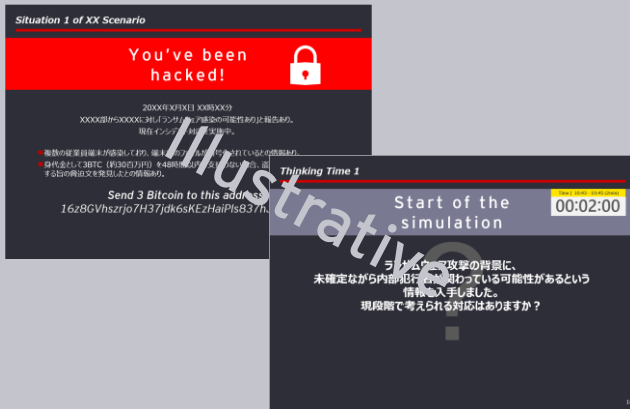 Situation 1 of XX Scenario
You've been
hacked!
20XX年X月X日 XX時XX分
XXXX部からXXXXに対し「ランサムウェア感染の可能性あり」と報告あり。
現在インシデント対応を実施中。
複数の従業員端末が感染しており、端末内のファイルが暗号化されているとの情報あり。
身代金として3BTC（約30百万円）を48時間以内に支払わない場合、
する旨の脅迫文を発見したとの情報あり。
Send 3 Bitcoin to this address
Thinking Time 1
Start of the
simulation
00:02:00
ランサムウェア攻撃の背景に、
未確定ながら内部犯行者が関わっている可能性があるという
情報を入手しました。
現段階で考えられる対応はありますか？
?
Illustrative